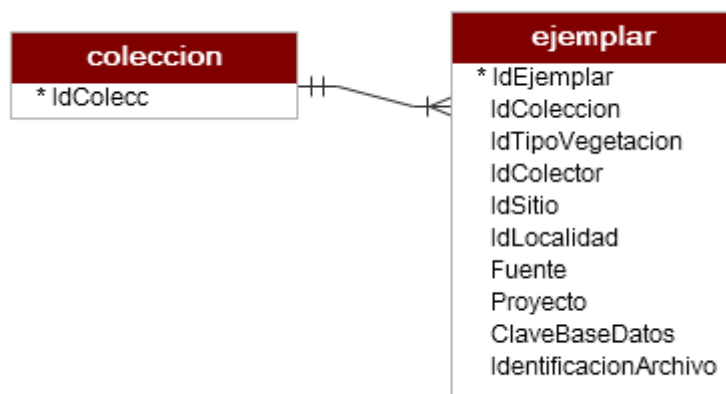 coleccion
* IdColecc
ejemplar
* IdEjemplar
IdColeccion
IdTipoVegetacion
IdColector
IdSitio
IdLocalidad
Fuente
Proyecto
ClaveBaseDatos
IdentificacionArchivo